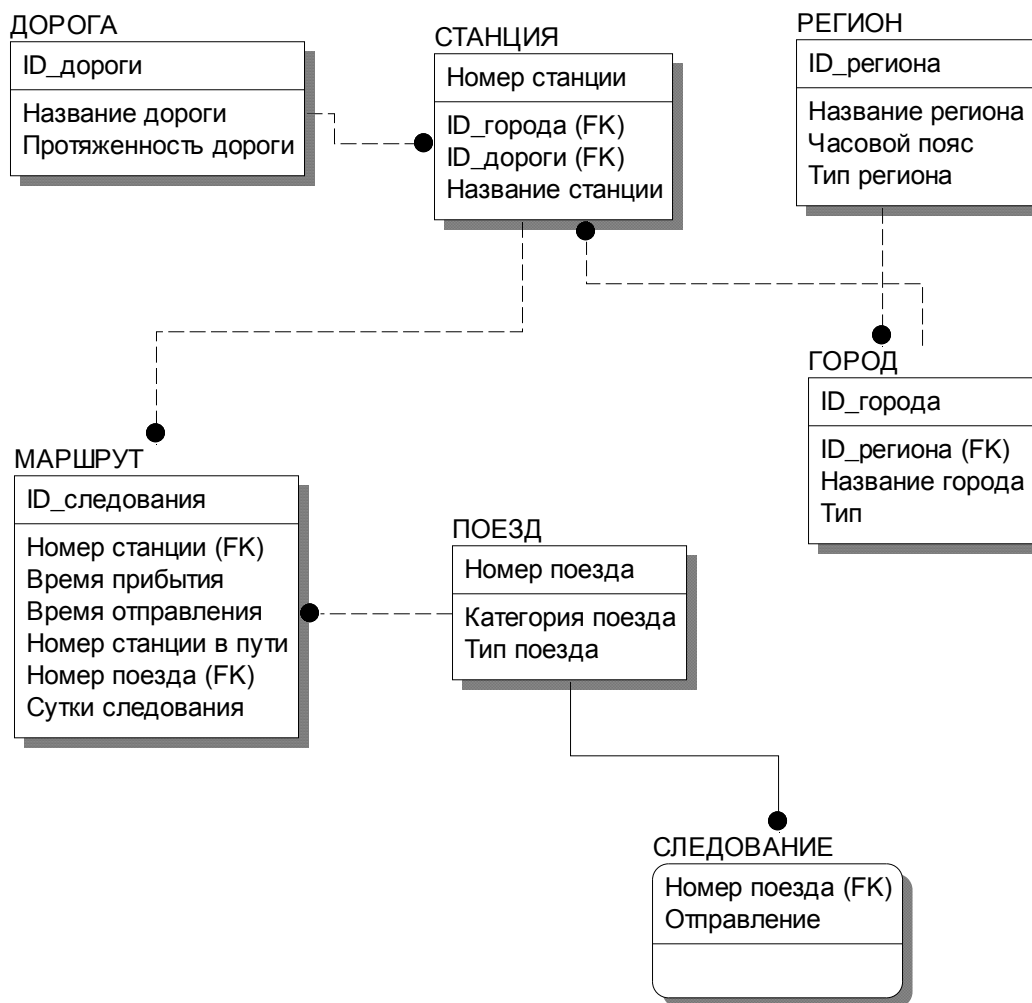 ДОРОГА
ID_дороги
Название дороги
Протяженность дороги
СТАНЦИЯ
Номер станции
ID_города (FK)
ID_дороги (FK)
Название станции
РЕГИОН
ID_региона
Название региона
Часовой пояс
Тип региона
ГОРОД
ID_города
ID_региона (FK)
Название города
Тип
МАРШРУТ
ID_следования
Номер станции (FK)
Время прибытия
Время отправления
Номер станции в пути
Номер поезда (FK)
Сутки следования
ПОЕЗД
Номер поезда
Категория поезда
Тип поезда
СЛЕДОВАНИЕ
Номер поезда (FK)
Отправление